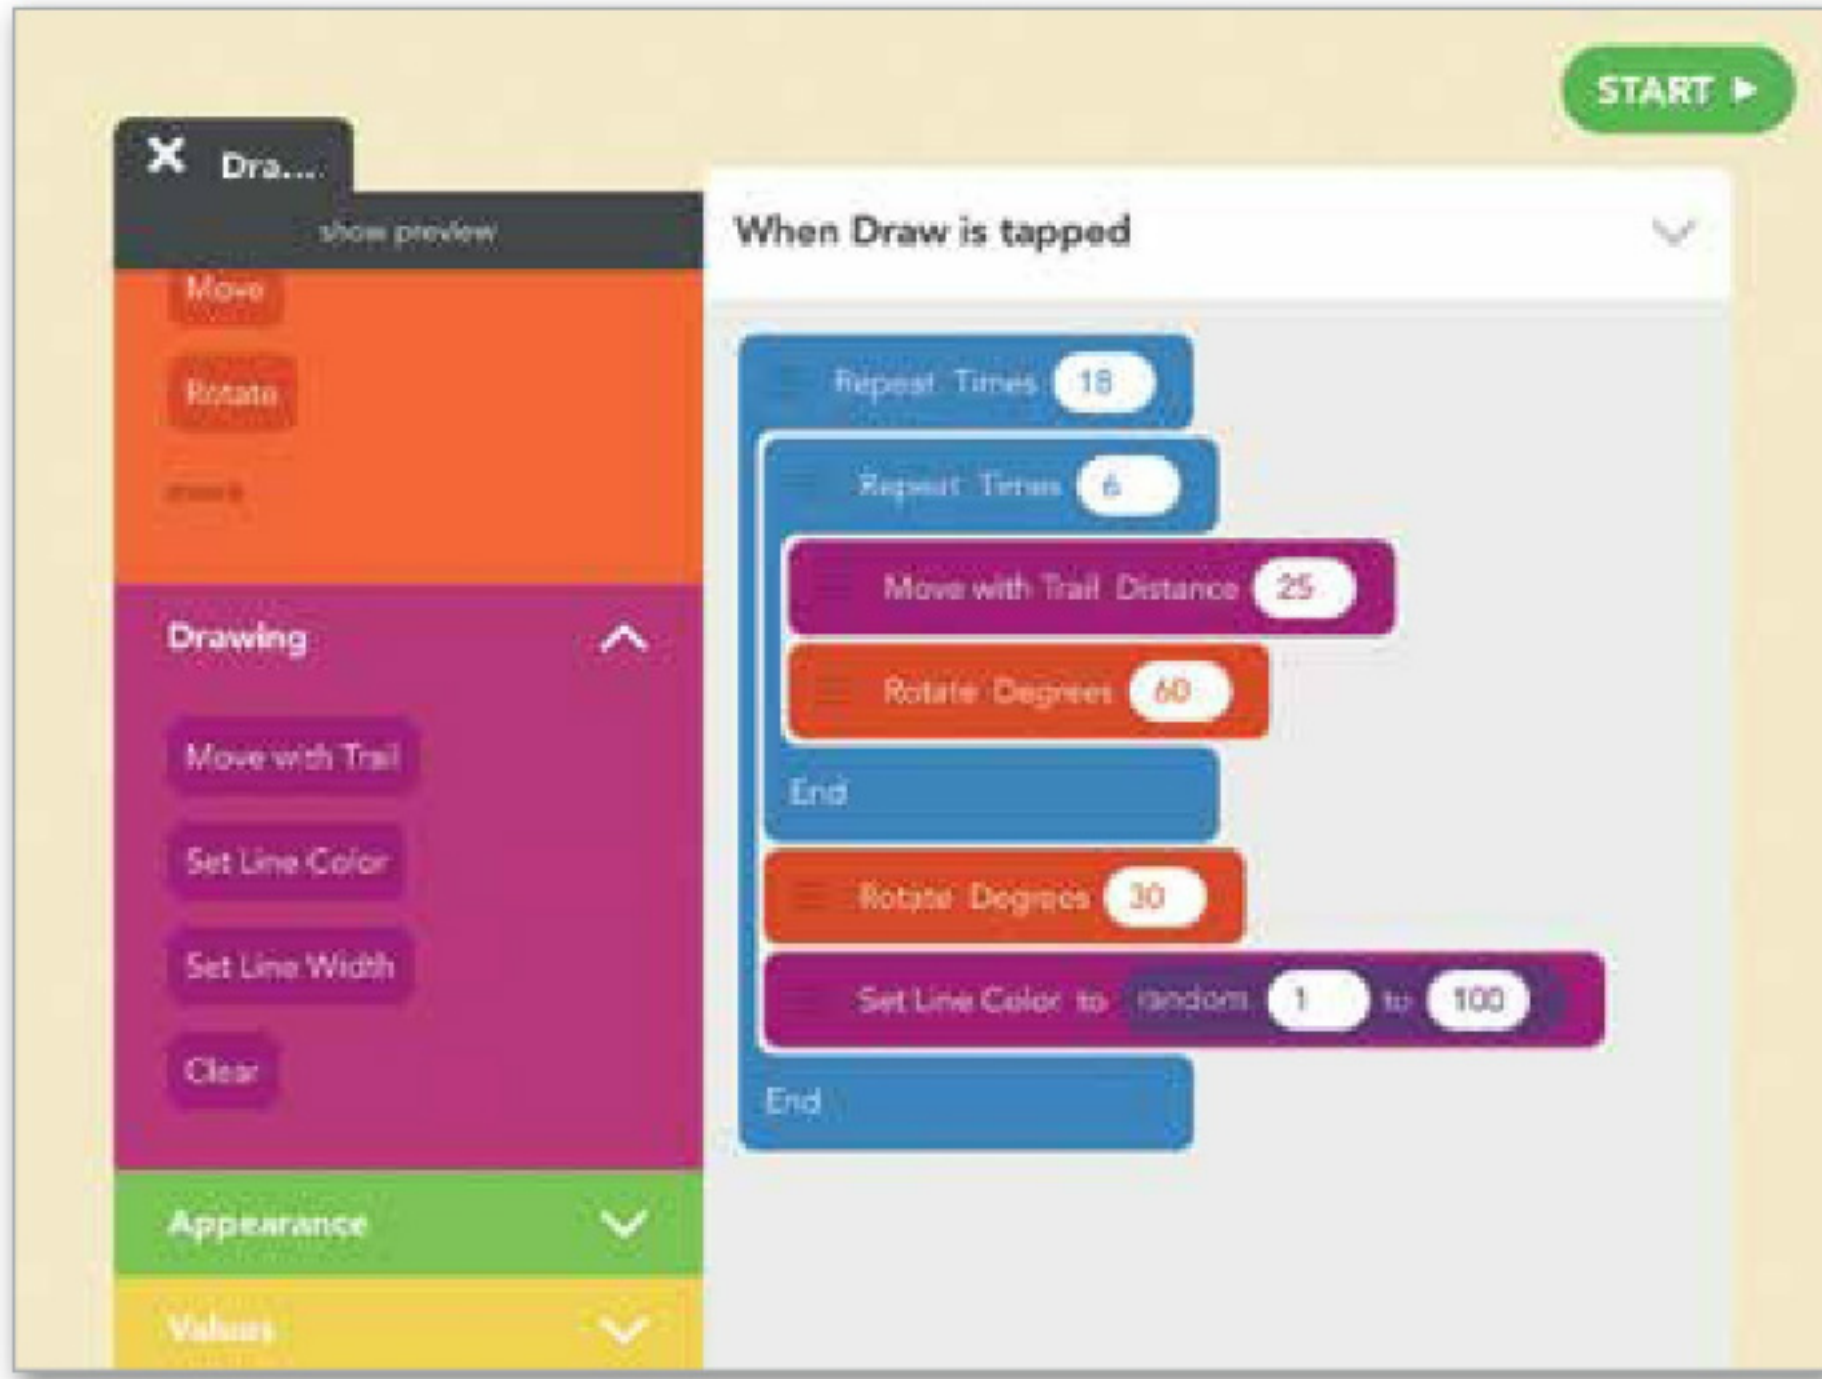 START
Dra...
show preview
When Draw is tapped
Move
Rotate
more
Drawing
Move with Trail
Set Line Color
Set Line Width
Clear
Appearance
Values
Repeat Times 18
Repeat Times 6
Move with Trail Distance 25
Rotate Degrees 60
End
Rotate Degrees 30
Set Line Color to random 1 to 100
End